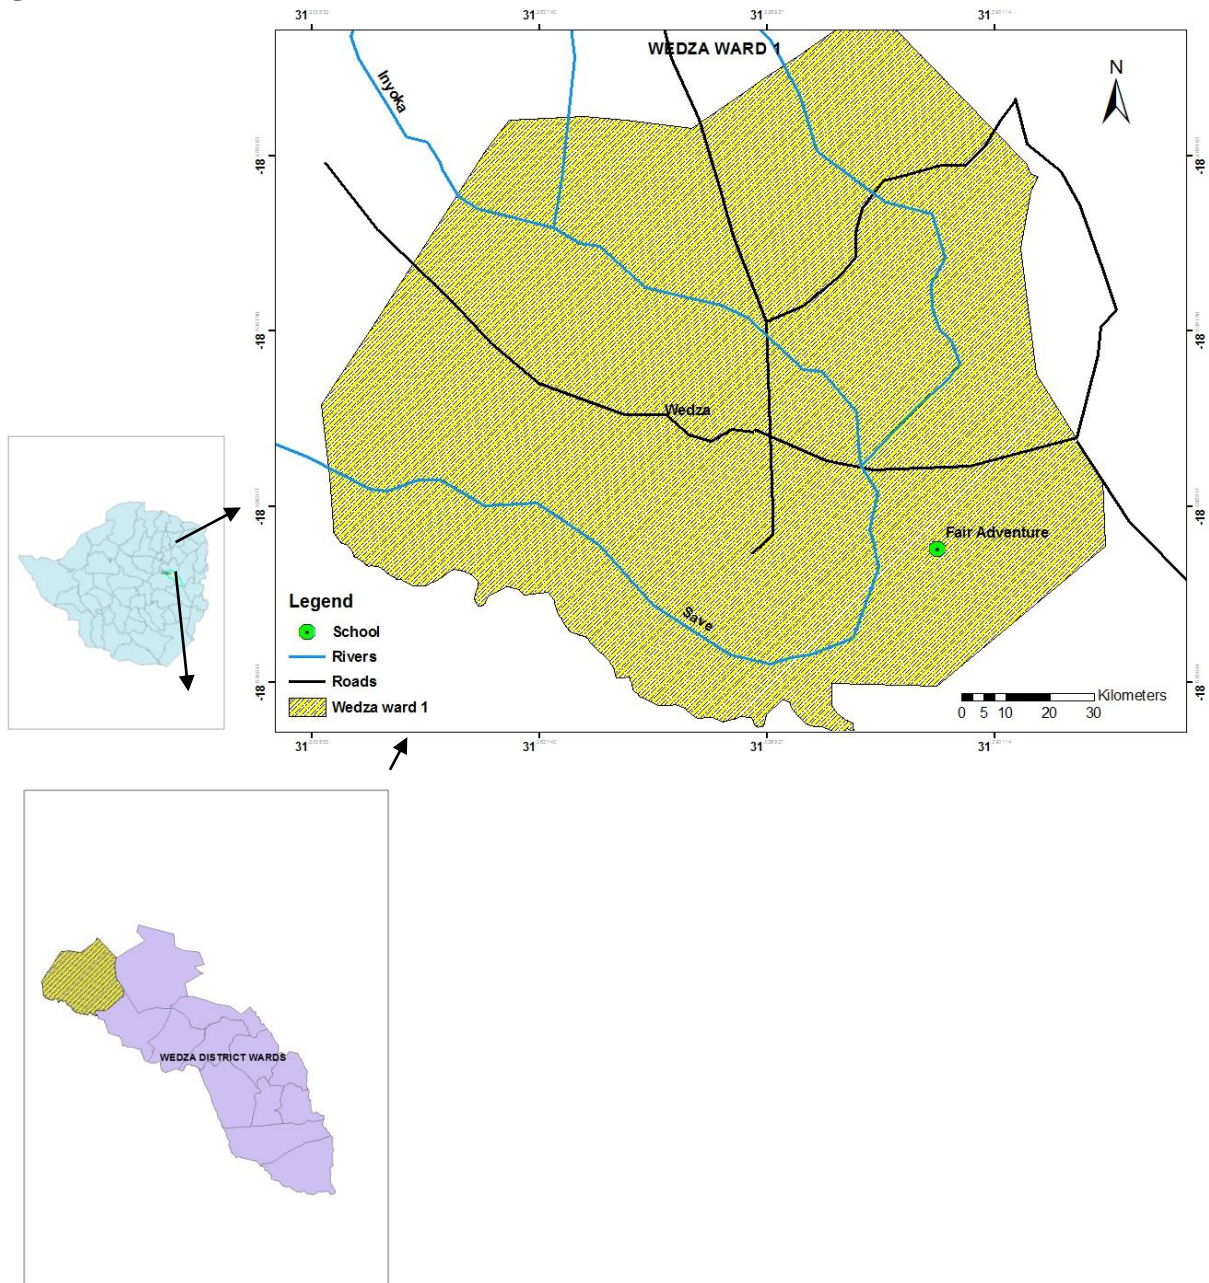 31 31 31 31
WEDZA WARD 1
N
Inyoka
-18 -18
-18 -18
Wedza
-18 -18
Fair Adventure
Legend
School
Save
Rivers
Roads
Wedza ward 1
-18 -18
Kilometers
0 5 10 20 30
31 31 31 31
WEDZA DISTRICT WARDS